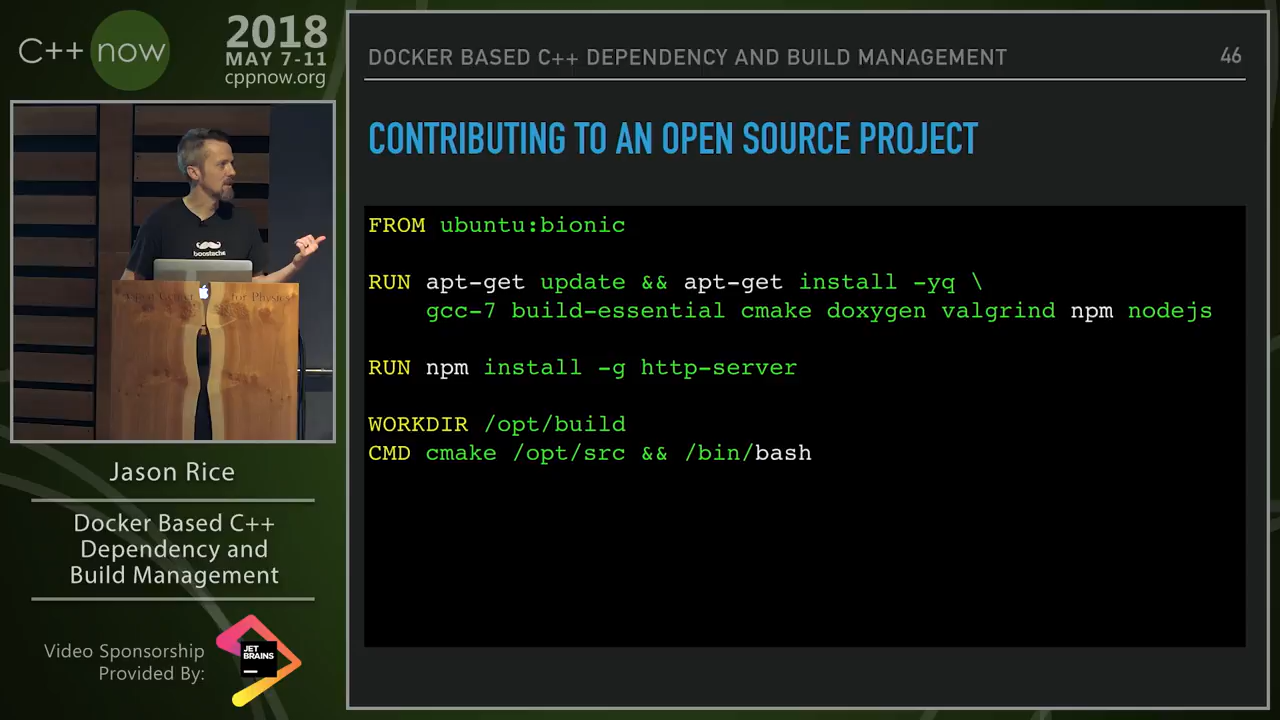 C++ now
2018
MAY 7-11
cppnow.org
DOCKER BASED C++ DEPENDENCY AND BUILD MANAGEMENT
46
CONTRIBUTING TO AN OPEN SOURCE PROJECT
FROM ubuntu:bionic
RUN apt-get update && apt-get install -yq \
gcc-7 build-essential cmake doxygen valgrind npm nodejs
RUN npm install -g http-server
WORKDIR /opt/build
CMD cmake /opt/src && /bin/bash
boostache
for Physics
Jason Rice
Docker Based C++
Dependency and
Build Management
Video Sponsorship
Provided By:
JET
BRAINS